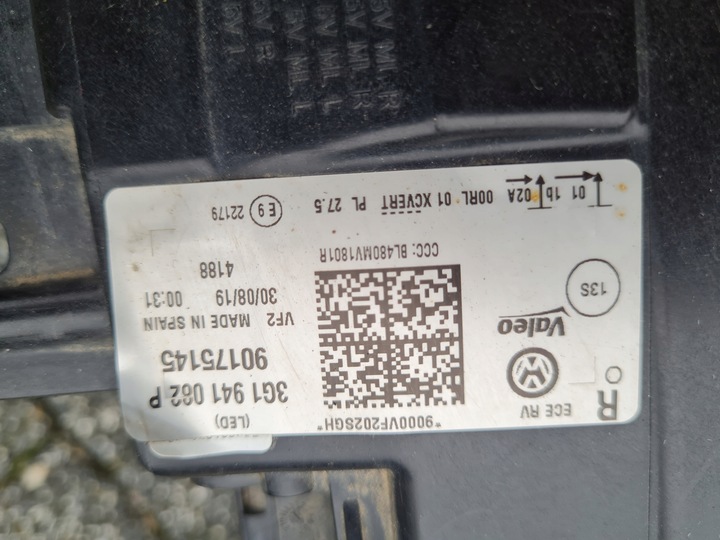 R
ECE RV
*9000VF202SGH*
(LED)
3G1 941 082 P
90175145
Valeo
VF2 MADE IN SPAIN
30/08/19 00:31
13S
4188
CCC: BL480MV1801R
01 1b 02A 00RL 01 XCVERT PL 27.5
E9 22179